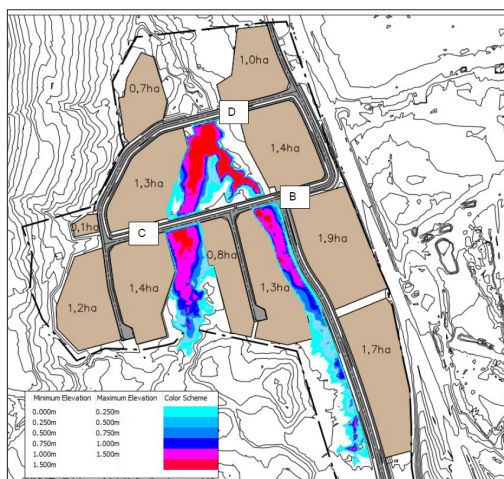 1,0ha
0,7ha
D
1,4ha
1,3ha
B
0,1ha
C
0,8ha
1,9ha
1,2ha
1,4ha
1,3ha
1,7ha
Minimum Elevation Maximum Elevation Color Scheme
0.000m 0.250m
0.250m 0.500m
0.500m 0.750m
0.750m 1.000m
1.000m 1.500m
1.500m